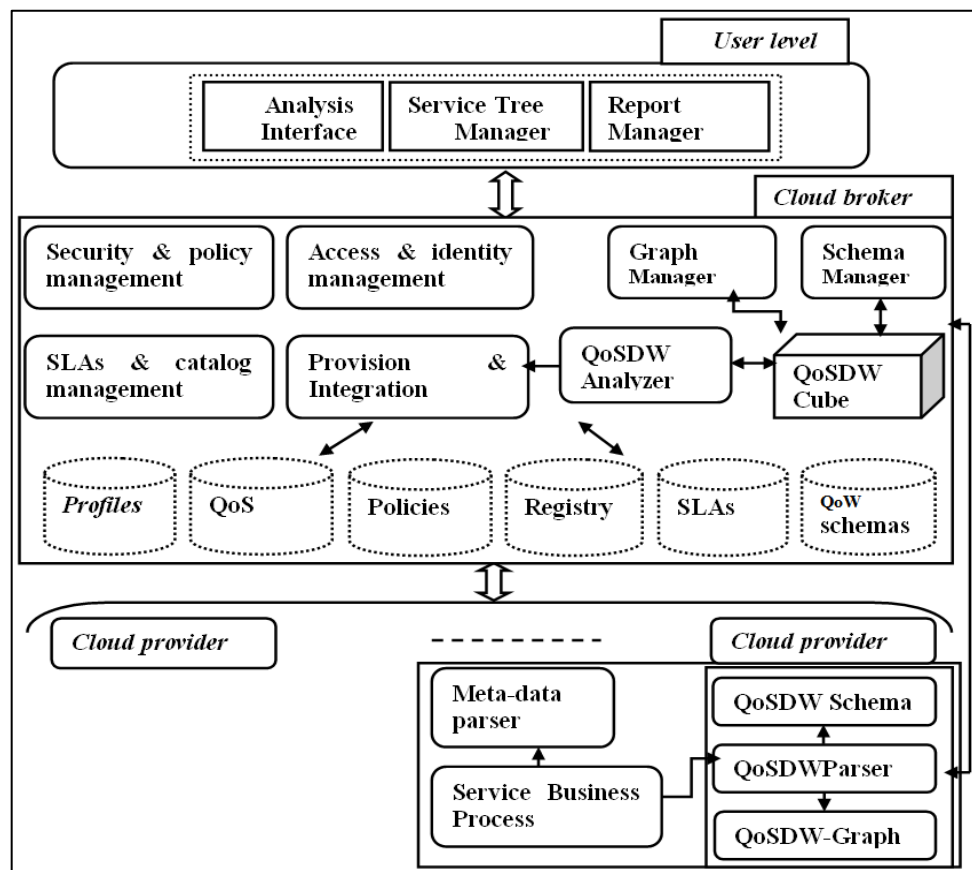 User level
Analysis
Interface
Service Tree
Manager
Report
Manager
Cloud broker
Security & policy
management
Access & identity
management
Graph
Manager
Schema
Manager
SLAs & catalog
management
Provision &
Integration
QoSDW
Analyzer
QoSDW
Cube
Profiles
QoS
Policies
Registry
SLAs
QoW
schemas
Cloud provider
Cloud provider
Meta-data
parser
Service Business
Process
QoSDW Schema
QoSDWParser
QoSDW-Graph